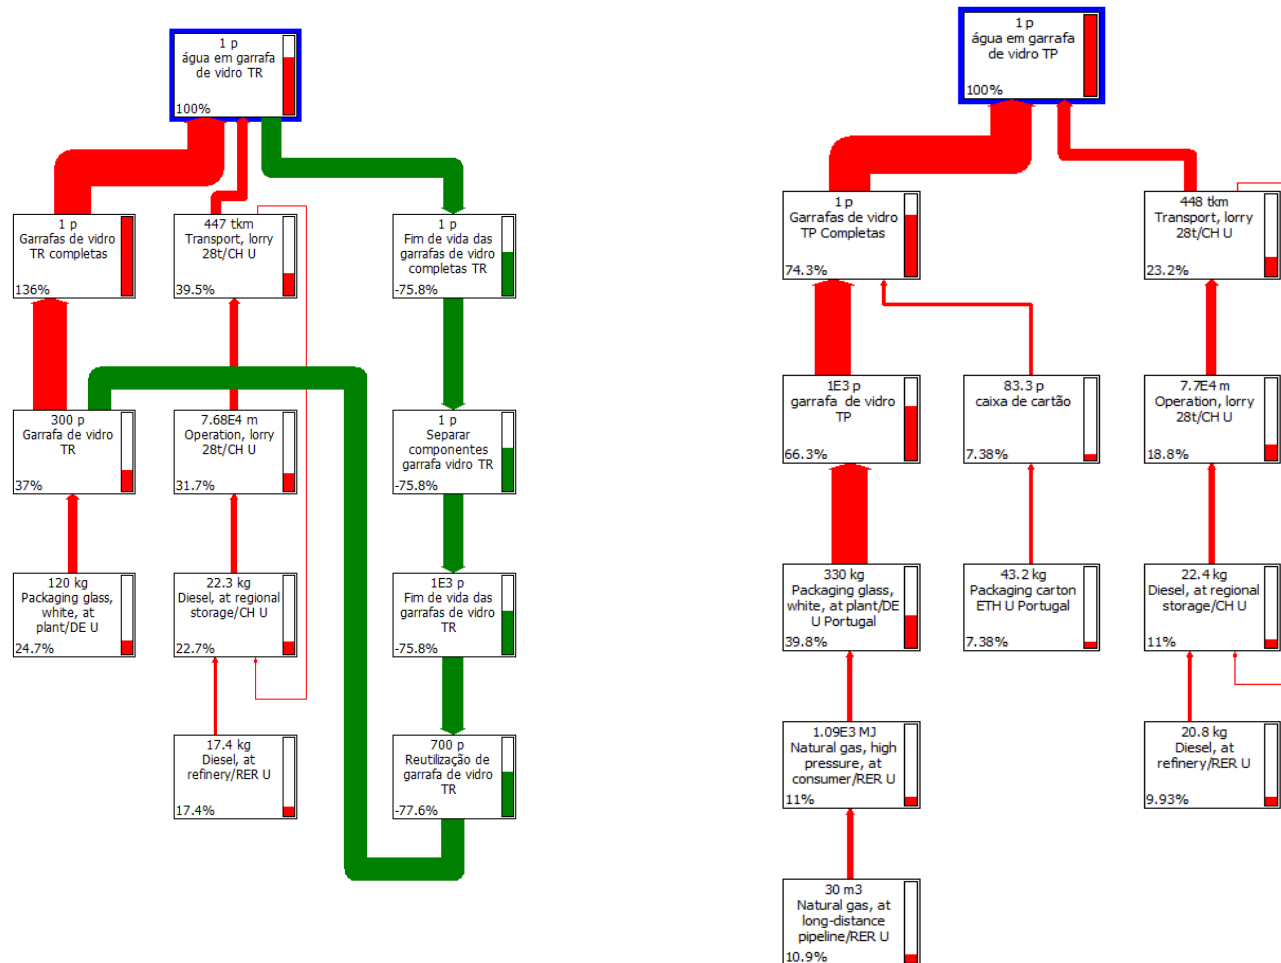 1 p
água em garrafa
de vidro TR
100%
1 p
Garrafas de vidro
TR completas
136%
447 tkm
Transport, lorry
28t/CH U
39.5%
1 p
Fim de vida das
garrafas de vidro
completas TR
-75.8%
300 p
Garrafa de vidro
TR
37%
7.68E4 m
Operation, lorry
28t/CH U
31.7%
1 p
Separar
componentes
garrafa vidro TR
-75.8%
120 kg
Packaging glass,
white, at
plant/DE U
24.7%
22.3 kg
Diesel, at regional
storage/CH U
22.7%
1E3 p
Fim de vida das
garrafas de vidro
TR
-75.8%
17.4 kg
Diesel, at
refinery/RER U
17.4%
700 p
Reutilização de
garrafa de vidro
TR
-77.6%
1 p
água em garrafa
de vidro TP
100%
1 p
Garrafas de vidro
TP Completas
74.3%
448 tkm
Transport, lorry
28t/CH U
23.2%
1E3 p
garrafa de vidro
TP
66.3%
83.3 p
caixa de cartão
7.38%
7.7E4 m
Operation, lorry
28t/CH U
18.8%
330 kg
Packaging glass,
white, at plant/DE
U Portugal
39.8%
43.2 kg
Packaging carton
ETH U Portugal
7.38%
22.4 kg
Diesel, at regional
storage/CH U
11%
1.09E3 MJ
Natural gas, high
pressure, at
consumer/RER U
11%
20.8 kg
Diesel, at
refinery/RER U
9.93%
30 m3
Natural gas, at
long-distance
pipeline/RER U
10.9%